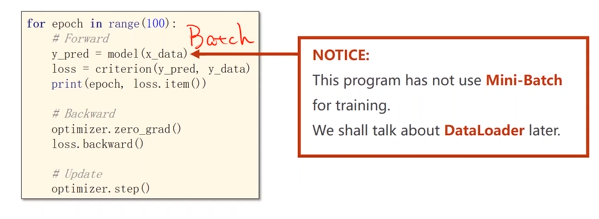 for epoch in range(100):
# Forward
y_pred = model(x_data)
loss = criterion(y_pred, y_data)
print(epoch, loss.item())
# Backward
optimizer.zero_grad()
loss.backward()
# Update
optimizer.step()
Batch
NOTICE:
This program has not use Mini-Batch
for training.
We shall talk about DataLoader later.